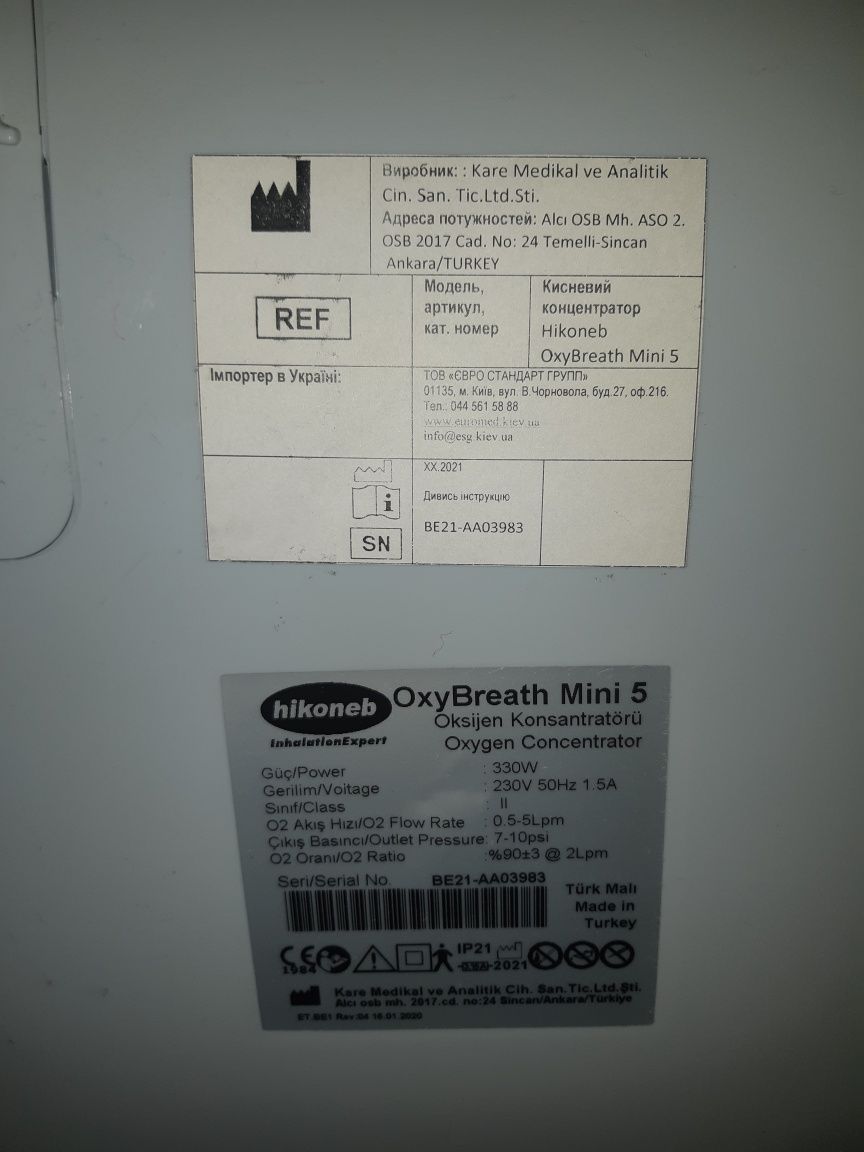 Виробник: : Kare Medikal ve Analitik
Cin. San. Tic.Ltd.Sti.
Адреса потужностей: Alcı OSB Mh. ASO 2.
OSB 2017 Cad. No: 24 Temelli-Sincan
Ankara/TURKEY
REF
Модель,
артикул,
кат. номер
Кисневий
концентратор
Hikoneb
OxyBreath Mini 5
Імпортер в Україні:
ТОВ «ЄВРО СТАНДАРТ ГРУПП»
01135, м. Київ, вул. В.Чорновола, буд.27, оф.216.
Тел.: 044 561 58 88
www.euromed.kiev.ua
info@esg.kiev.ua
XX.2021
Дивись інструкцію
SN
BE21-AA03983
hikoneb
InhalationExpert
OxyBreath Mini 5
Oksijen Konsantratörü
Oxygen Concentrator
Güç/Power : 330W
Gerilim/Voltage : 230V 50Hz 1.5A
Sınıf/Class : II
O2 Akış Hızı/O2 Flow Rate : 0.5-5Lpm
Çıkış Basıncı/Outlet Pressure: 7-10psi
O2 Oranı/O2 Ratio :%90±3 @ 2Lpm
Seri/Serial No. BE21-AA03983
Türk Malı
Made in
Turkey
CE
1984
IP21
-2021
Kare Medikal ve Analitik Cih. San.Tic.Ltd.Şti.
Alcı osb mh. 2017.cd. no:24 Sincan/Ankara/Türkiye
ET.BE1 Rev:04 16.01.2020